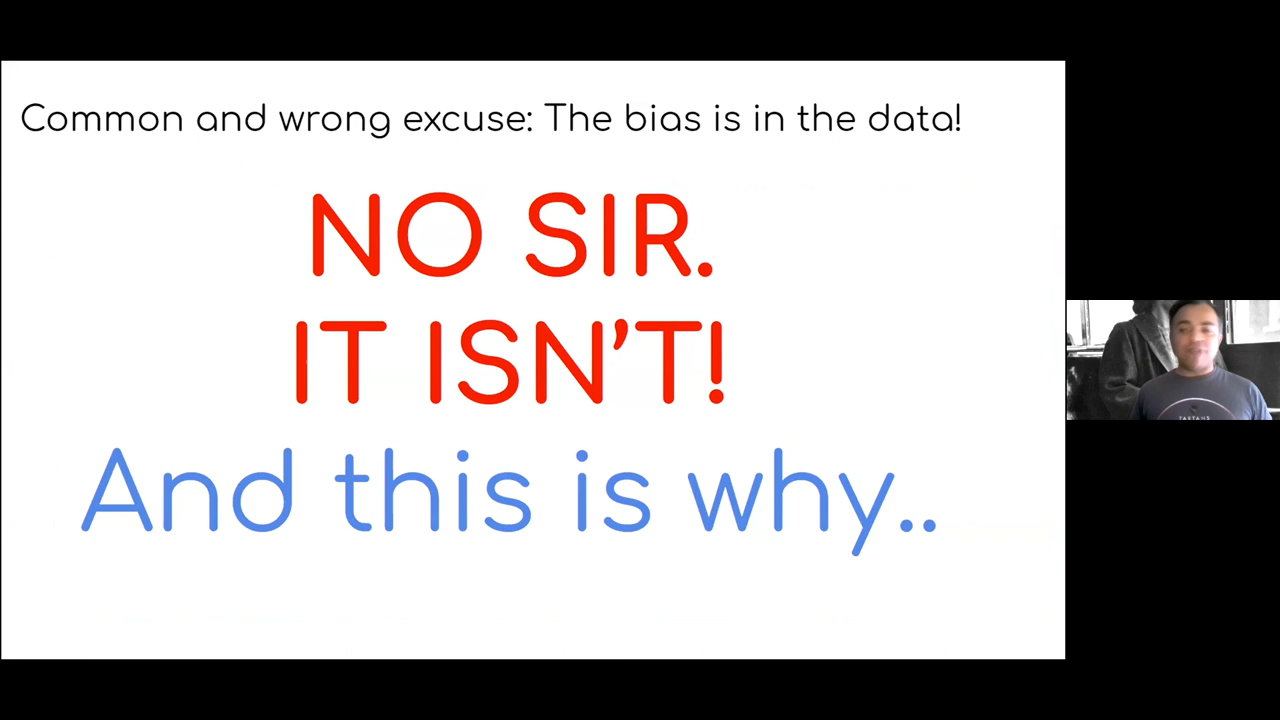 Common and wrong excuse: The bias is in the data!
NO SIR.
IT ISN'T!
And this is why..